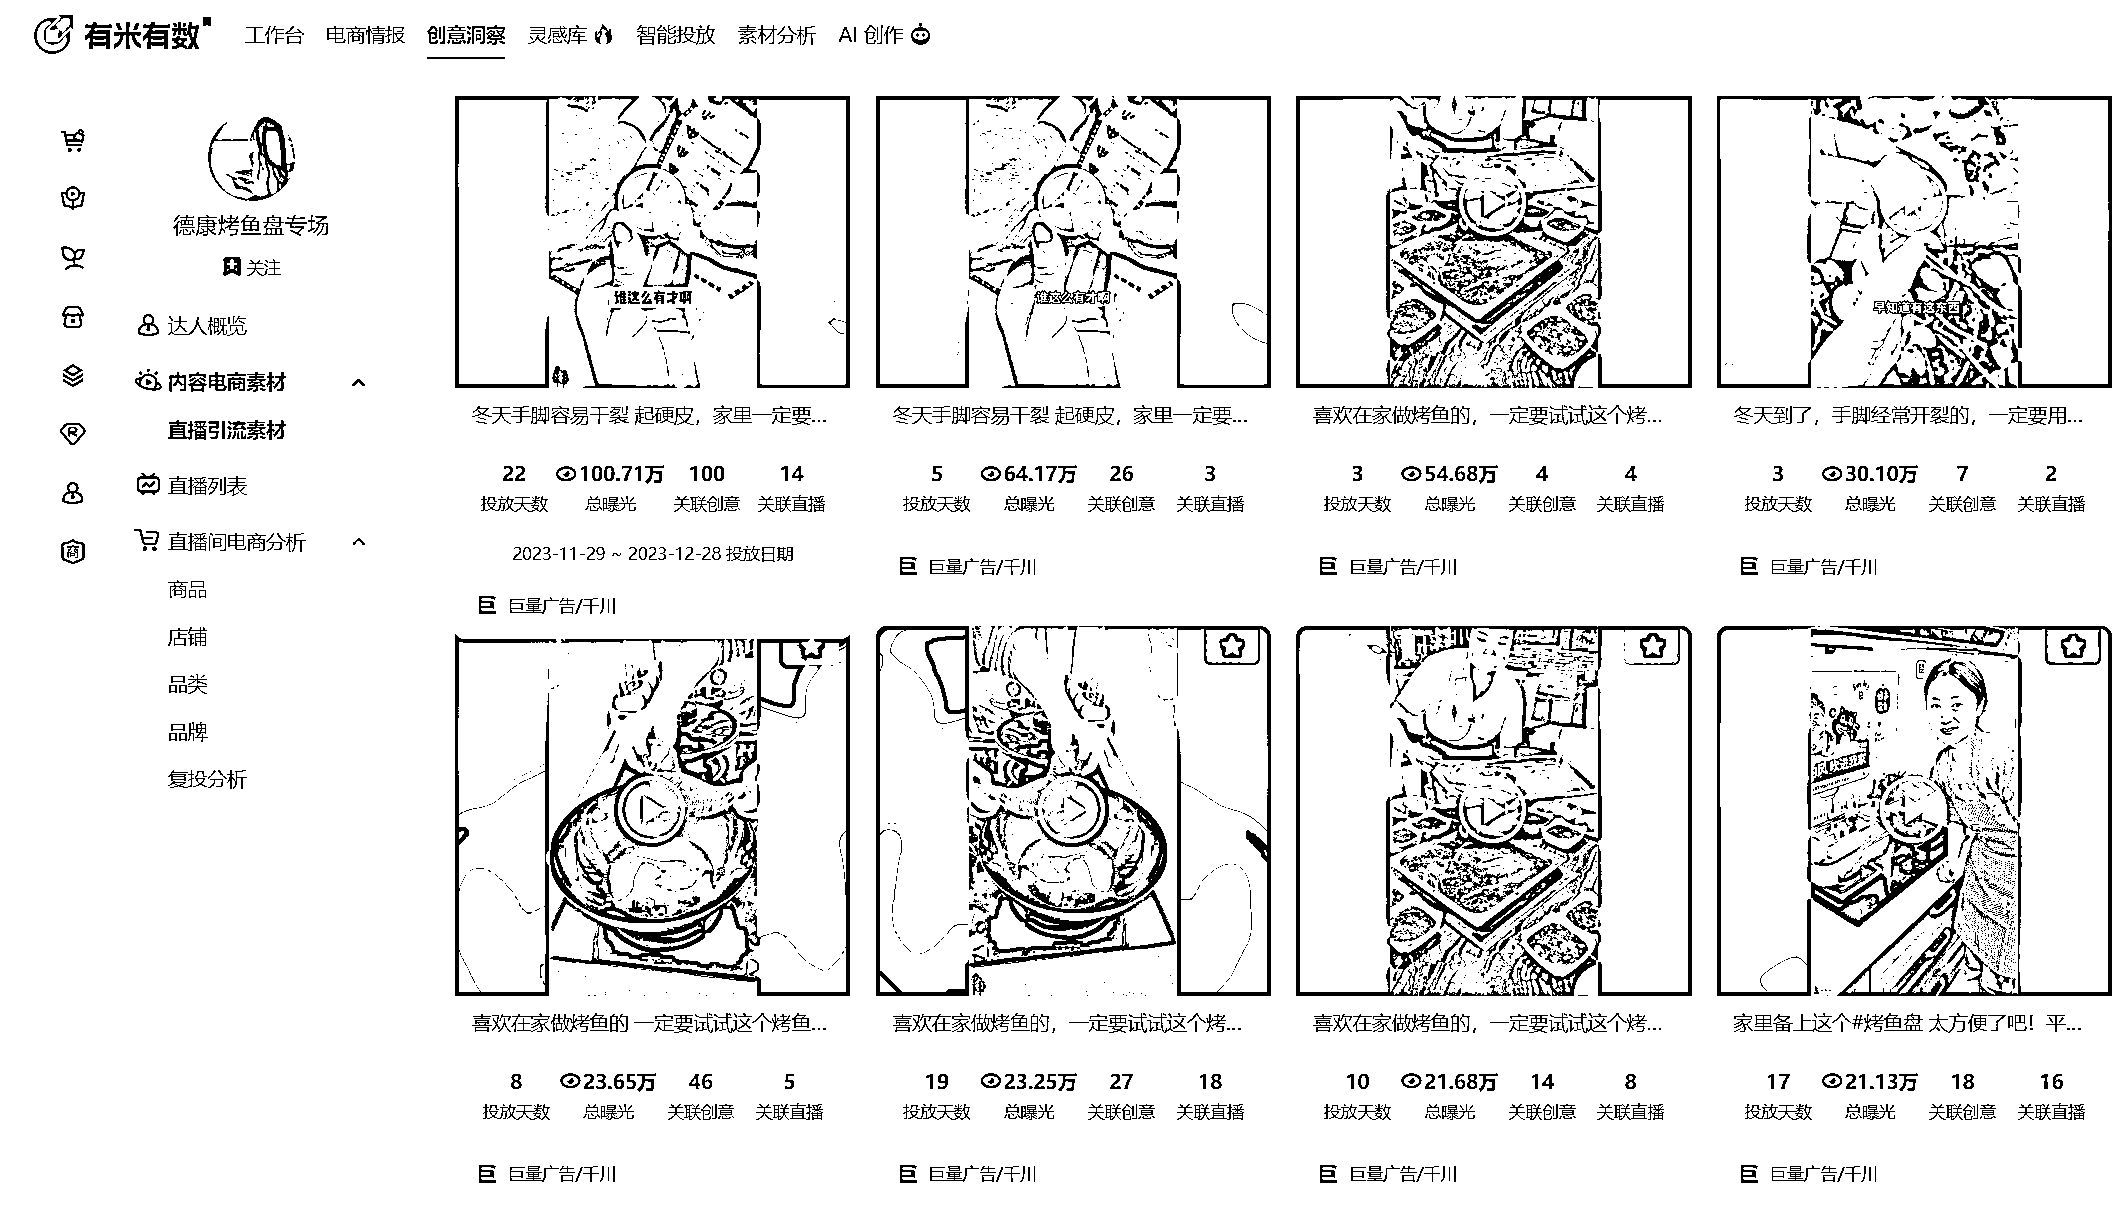 有米有数
工作台 电商情报 创意洞察 灵感库 智能投放 素材分析 AI 创作
德康烤鱼盘专场
关注
达人概览
内容电商素材
直播引流素材
直播列表
直播间电商分析
商品
店铺
品类
品牌
复投分析
商
谁这么有才啊
冬天手脚容易干裂 起硬皮，家里一定要...
22 100.71万 100 14
投放天数 总曝光 关联创意 关联直播
2023-11-29 ~ 2023-12-28 投放日期
巨量广告/千川
谁这么有才啊
冬天手脚容易干裂 起硬皮，家里一定要...
5 64.17万 26 3
投放天数 总曝光 关联创意 关联直播
巨量广告/千川
喜欢在家做烤鱼的，一定要试试这个烤...
3 54.68万 4 4
投放天数 总曝光 关联创意 关联直播
巨量广告/千川
早知道有这东西
冬天到了，手脚经常开裂的，一定要用...
3 30.10万 7 2
投放天数 总曝光 关联创意 关联直播
巨量广告/千川
喜欢在家做烤鱼的 一定要试试这个烤鱼...
8 23.65万 46 5
投放天数 总曝光 关联创意 关联直播
巨量广告/千川
喜欢在家做烤鱼的，一定要试试这个烤...
19 23.25万 27 18
投放天数 总曝光 关联创意 关联直播
巨量广告/千川
喜欢在家做烤鱼的，一定要试试这个烤...
10 21.68万 14 8
投放天数 总曝光 关联创意 关联直播
巨量广告/千川
家里备上这个#烤鱼盘 太方便了吧！平...
17 21.13万 18 16
投放天数 总曝光 关联创意 关联直播
巨量广告/千川